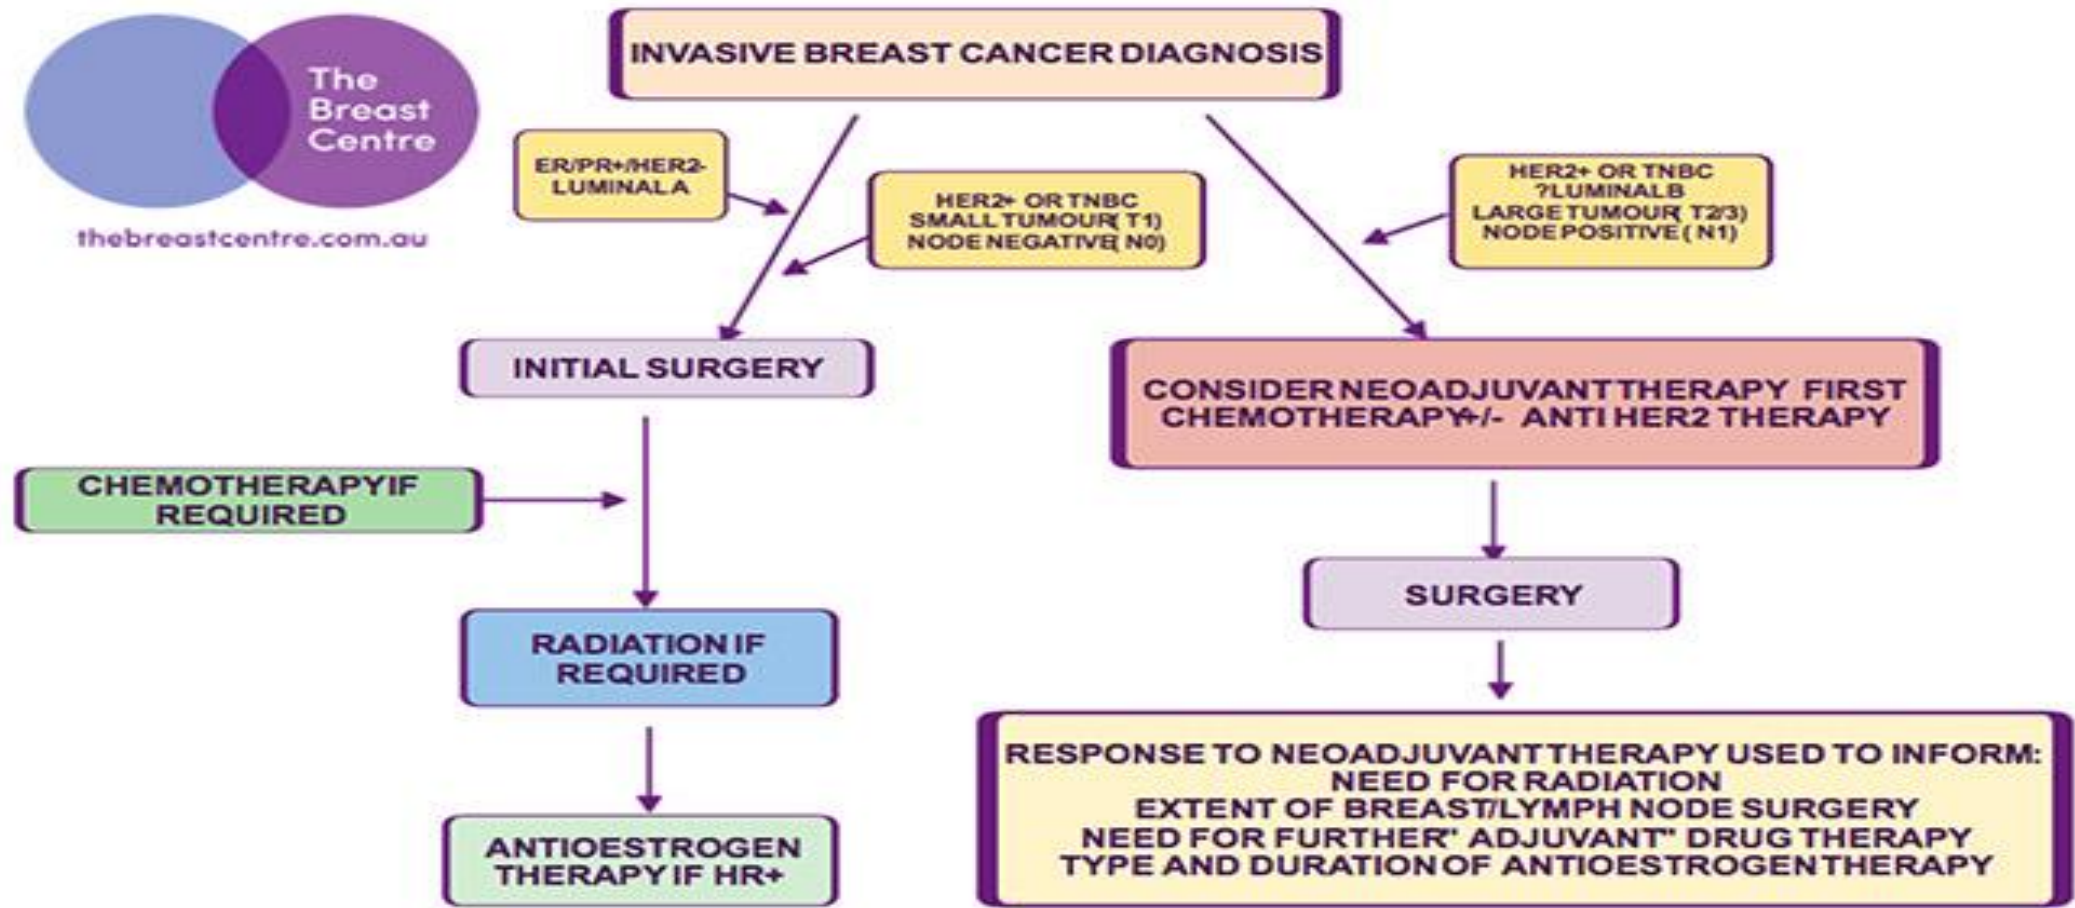 The
Breast
Centre
thebreastcentre.com.au
INVASIVE BREAST CANCER DIAGNOSIS
ER/PR+/HER2-
LUMINAL A
HER2+ OR TNBC
SMALL TUMOUR( T1)
NODE NEGATIVE( N0)
HER2+ OR TNBC
?LUMINAL B
LARGE TUMOUR( T2/3)
NODE POSITIVE ( N1)
INITIAL SURGERY
CONSIDER NEOADJUVANT THERAPY FIRST
CHEMOTHERAPY+/- ANTI HER2 THERAPY
CHEMOTHERAPY IF
REQUIRED
SURGERY
RADIATION IF
REQUIRED
RESPONSE TO NEOADJUVANT THERAPY USED TO INFORM:
NEED FOR RADIATION
EXTENT OF BREAST/LYMPH NODE SURGERY
NEED FOR FURTHER" ADJUVANT" DRUG THERAPY
TYPE AND DURATION OF ANTIOESTROGEN THERAPY
ANTIOESTROGEN
THERAPY IF HR+